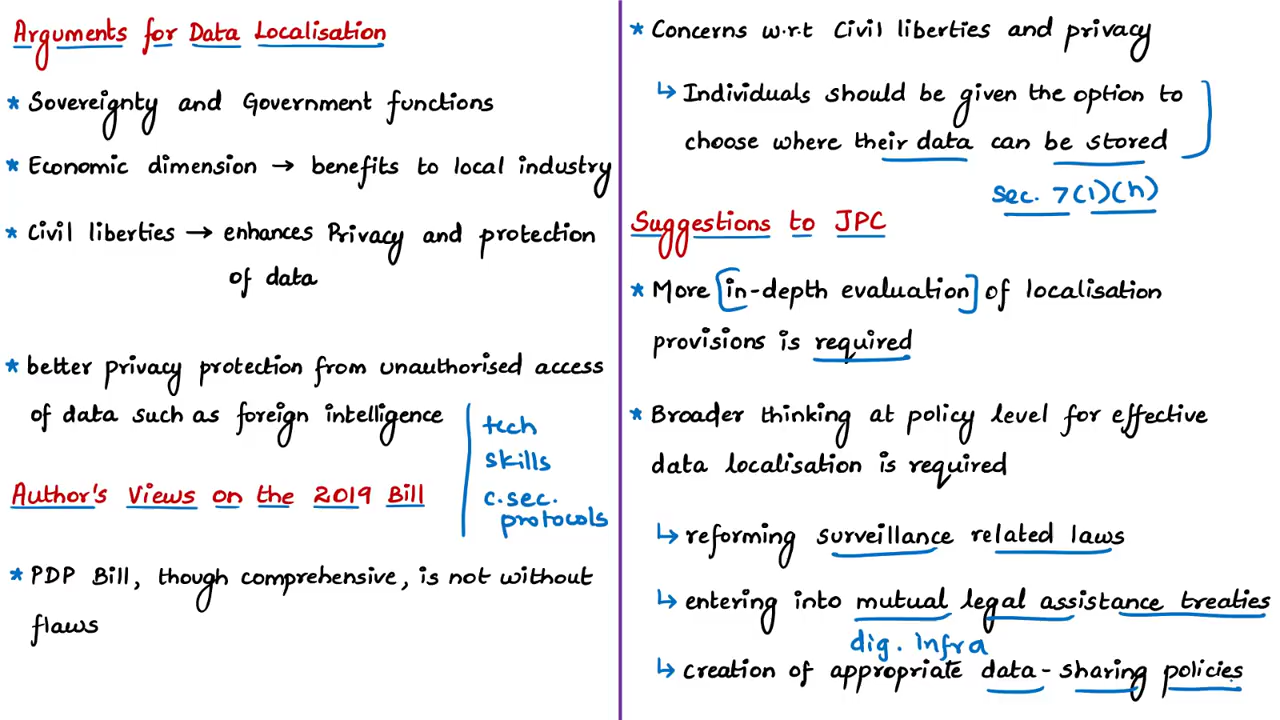 Arguments for Data Localisation
* Sovereignty and Government functions
* Economic dimension → benefits to local industry
* Civil liberties → enhances Privacy and protection
of data
* better privacy protection from unauthorised access
of data such as foreign intelligence
tech
skills
c.sec.
protocols
Author's Views on the 2019 Bill
* PDP Bill, though comprehensive, is not without
flaws
* Concerns w.r.t Civil liberties and privacy
↳ Individuals should be given the option to
choose where their data can be stored
sec. 7(1)(h)
Suggestions to JPC
* More [in-depth evaluation] of localisation
provisions is required
* Broader thinking at policy level for effective
data localisation is required
↳ reforming surveillance related laws
↳ entering into mutual legal assistance treaties
dig. infra
↳ creation of appropriate data-sharing policies